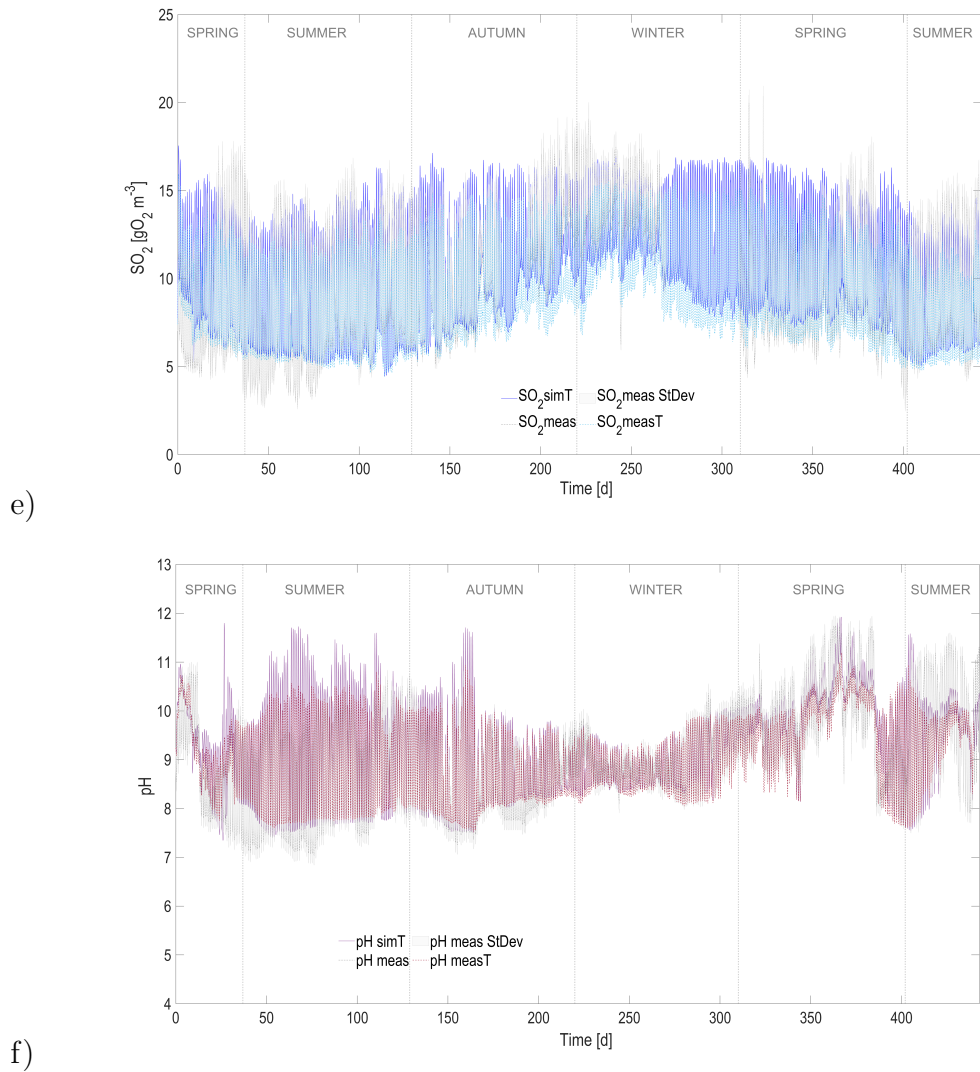 25
SPRING SUMMER AUTUMN WINTER SPRING SUMMER
20
15
SO2 [gO2 m-3]
10
5
SO2simT SO2meas StDev
SO2meas SO2measT
0
0 50 100 150 200 250 300 350 400
Time [d]
e)
13
SPRING SUMMER AUTUMN WINTER SPRING SUMMER
12
11
10
9
pH
8
7
6
5
pH simT pH meas StDev
pH meas pH measT
4
0 50 100 150 200 250 300 350 400
Time [d]
f)